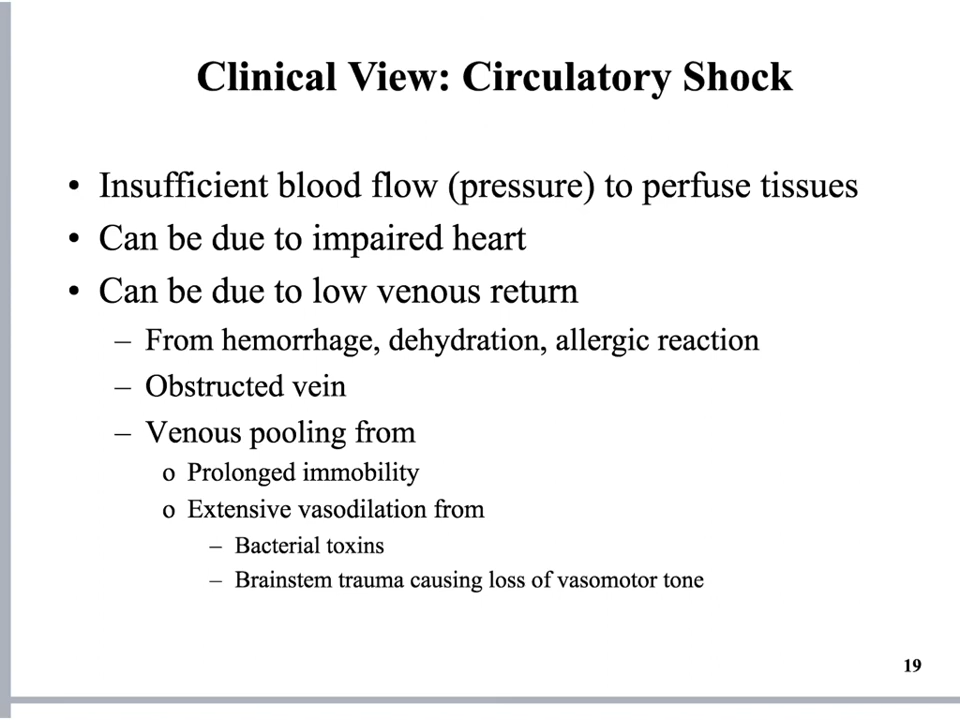 Clinical View: Circulatory Shock
• Insufficient blood flow (pressure) to perfuse tissues
• Can be due to impaired heart
• Can be due to low venous return
– From hemorrhage, dehydration, allergic reaction
– Obstructed vein
– Venous pooling from
o Prolonged immobility
o Extensive vasodilation from
– Bacterial toxins
– Brainstem trauma causing loss of vasomotor tone
19